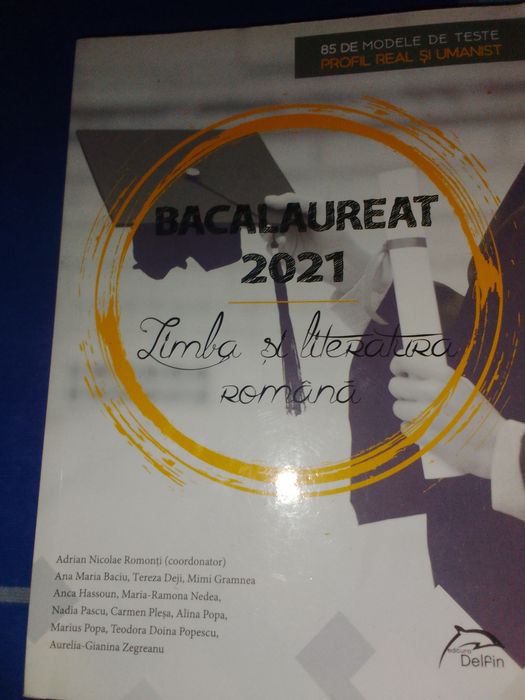 85 DE MODELE DE TESTE
PROFIL REAL ȘI UMANIST
BACALAUREAT
2021
Limba și literatura
română
Adrian Nicolae Romonți (coordonator)
Ana Maria Baciu, Tereza Deji, Mimi Gramnea
Anca Hassoun, Maria-Ramona Nedea,
Nadia Pascu, Carmen Pleșa, Alina Popa,
Marius Popa, Teodora Doina Popescu,
Aurelia-Gianina Zegreanu
editura
Delfin